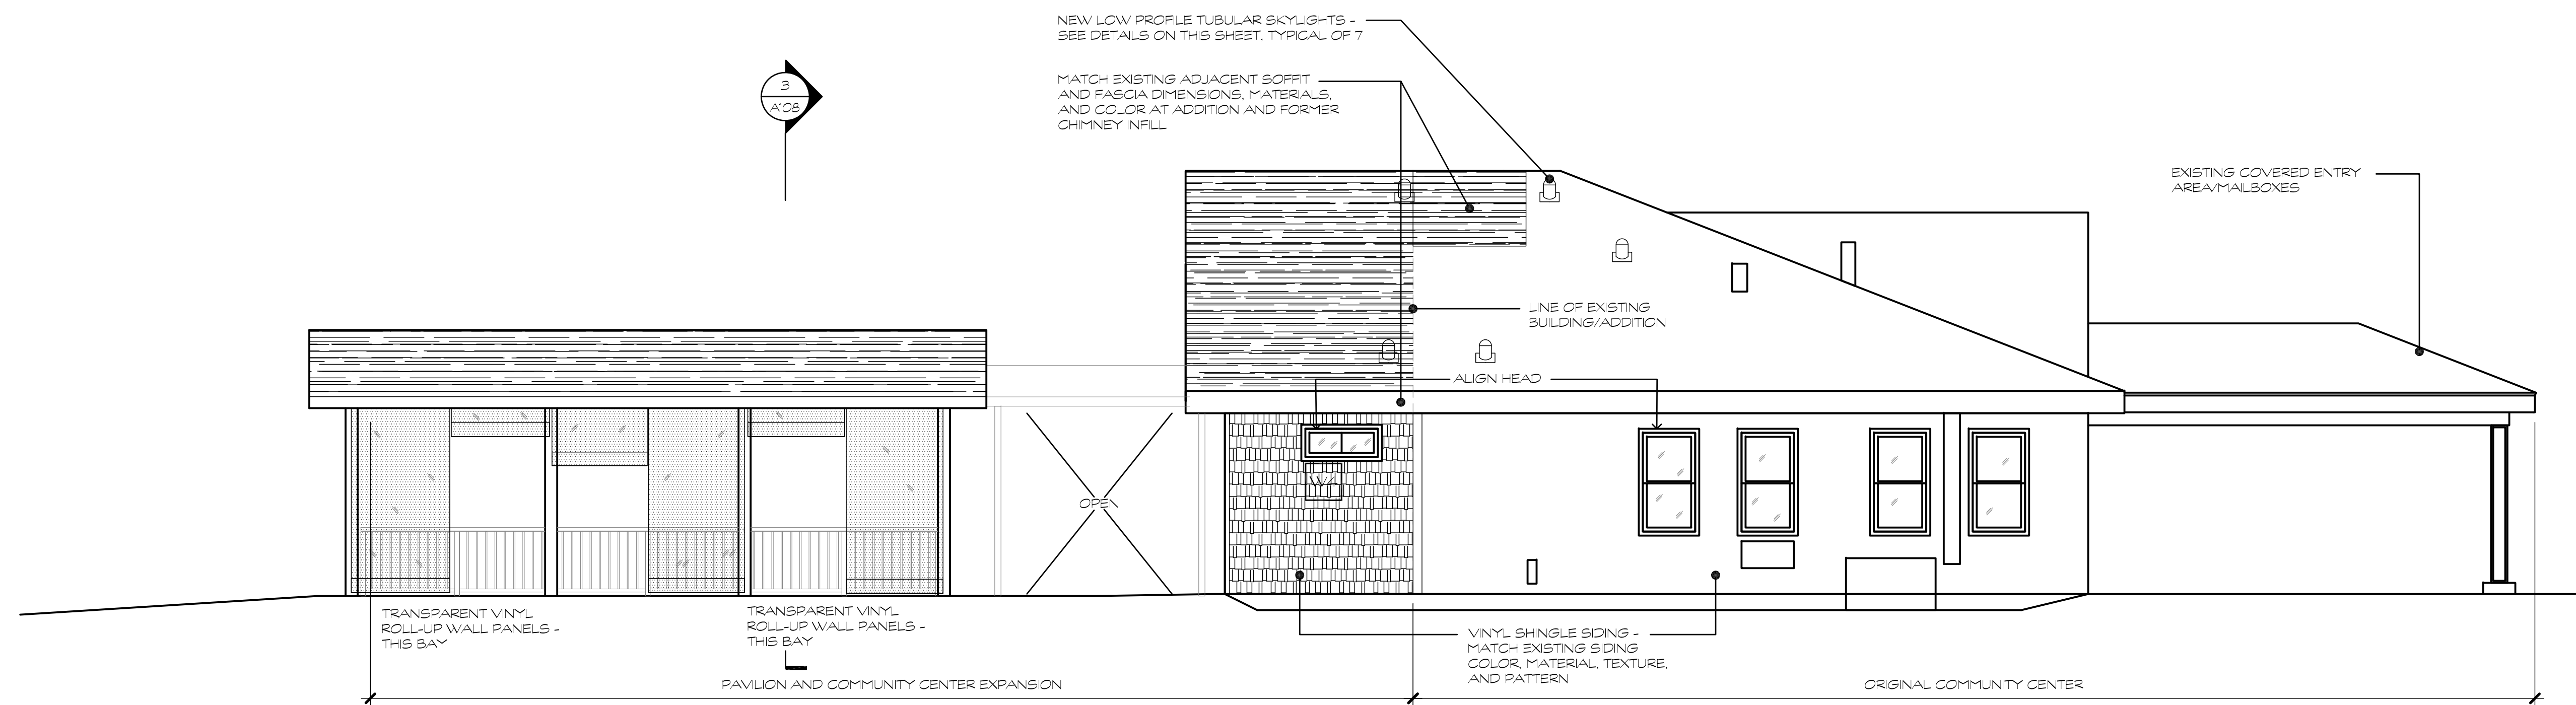 NEW LOW PROFILE TUBULAR SKYLIGHTS -
SEE DETAILS ON THIS SHEET, TYPICAL OF 7
3
A108
MATCH EXISTING ADJACENT SOFFIT
AND FASCIA DIMENSIONS, MATERIALS,
AND COLOR AT ADDITION AND FORMER
CHIMNEY INFILL
EXISTING COVERED ENTRY
AREA/MAILBOXES
LINE OF EXISTING
BUILDING/ADDITION
ALIGN HEAD
W4
OPEN
TRANSPARENT VINYL
ROLL-UP WALL PANELS -
THIS BAY
TRANSPARENT VINYL
ROLL-UP WALL PANELS -
THIS BAY
VINYL SHINGLE SIDING -
MATCH EXISTING SIDING
COLOR, MATERIAL, TEXTURE,
AND PATTERN
PAVILION AND COMMUNITY CENTER EXPANSION
ORIGINAL COMMUNITY CENTER